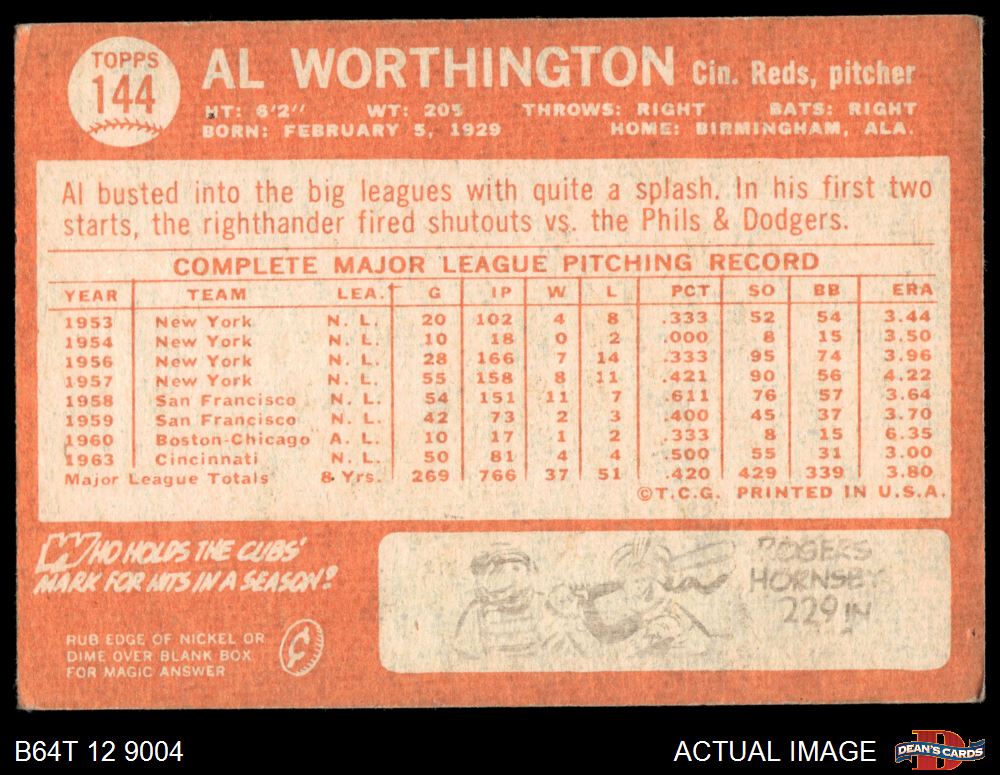 TOPPS
144
AL WORTHINGTON Cin. Reds, pitcher
HT: 6'2" WT: 205 THROWS: RIGHT BATS: RIGHT
BORN: FEBRUARY 5, 1929 HOME: BIRMINGHAM, ALA.
Al busted into the big leagues with quite a splash. In his first two
starts, the righthander fired shutouts vs. the Phils & Dodgers.
COMPLETE MAJOR LEAGUE PITCHING RECORD
YEAR TEAM LEA. G IP W L PCT SO BB ERA
1953 New York N. L. 20 102 4 8 .333 52 54 3.44
1954 New York N. L. 10 18 0 2 .000 8 15 3.50
1956 New York N. L. 28 166 7 14 .333 95 74 3.96
1957 New York N. L. 55 158 8 11 .421 90 56 4.22
1958 San Francisco N. L. 54 151 11 7 .611 76 57 3.64
1959 San Francisco N. L. 42 73 2 3 .400 45 37 3.70
1960 Boston-Chicago A. L. 10 17 1 2 .333 8 15 6.35
1963 Cincinnati N. L. 50 81 4 4 .500 55 31 3.00
Major League Totals 8 Yrs. 269 766 37 51 .420 429 339 3.80
©T.C.G. PRINTED IN U.S.A.
WHO HOLDS THE CUBS'
MARK FOR HITS IN A SEASON?
RUB EDGE OF NICKEL OR
DIME OVER BLANK BOX
FOR MAGIC ANSWER
ROGERS
HORNSBY
229 IN
B64T 12 9004
ACTUAL IMAGE
DEAN'S CARDS